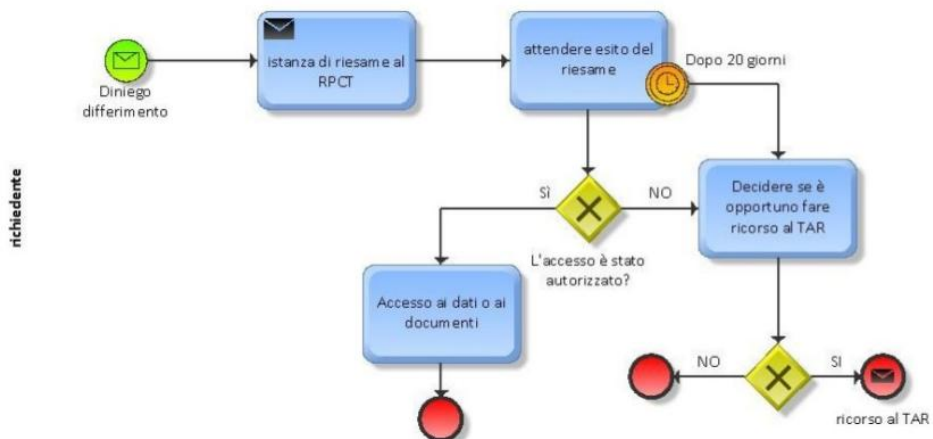 richiedente
Diniego
differimento
istanza di riesame al
RPCT
attendere esito del
riesame
Dopo 20 giorni
Sì
NO
L'accesso è stato
autorizzato?
Decidere se è
opportuno fare
ricorso al TAR
Accesso ai dati o ai
documenti
NO
SI
ricorso al TAR